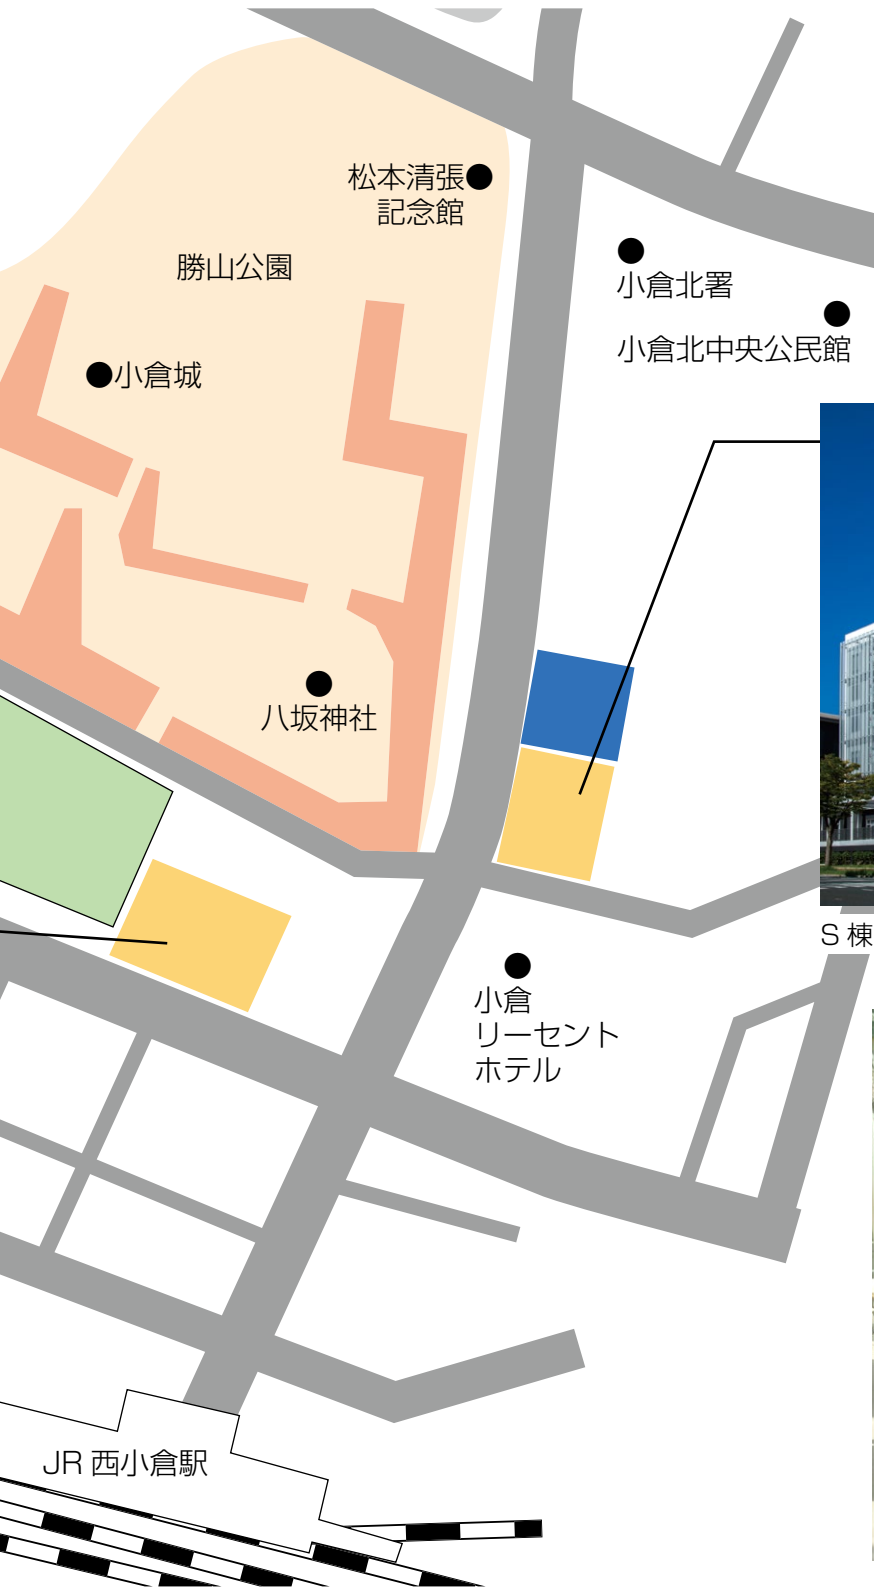 松本清張
記念館
勝山公園
小倉北署
小倉北中央公民館
小倉城
八坂神社
S 棟
小倉
リーセント
ホテル
JR 西小倉駅